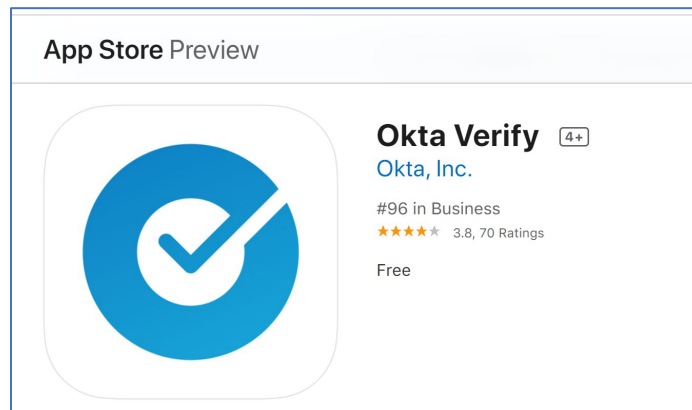 App Store Preview
Okta Verify 4+
Okta, Inc.
#96 in Business
★★★★★ 3.8, 70 Ratings
Free